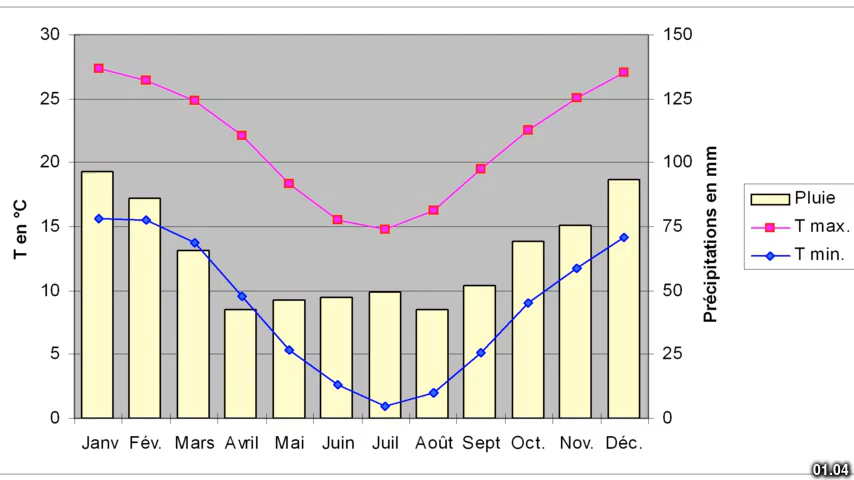 30
25
20
15
10
5
0
T en °C
150
125
100
75
50
25
0
Précipitations en mm
Janv Fév. Mars Avril Mai Juin Juil Août Sept Oct. Nov. Déc.
Pluie
T max.
T min.
01.04